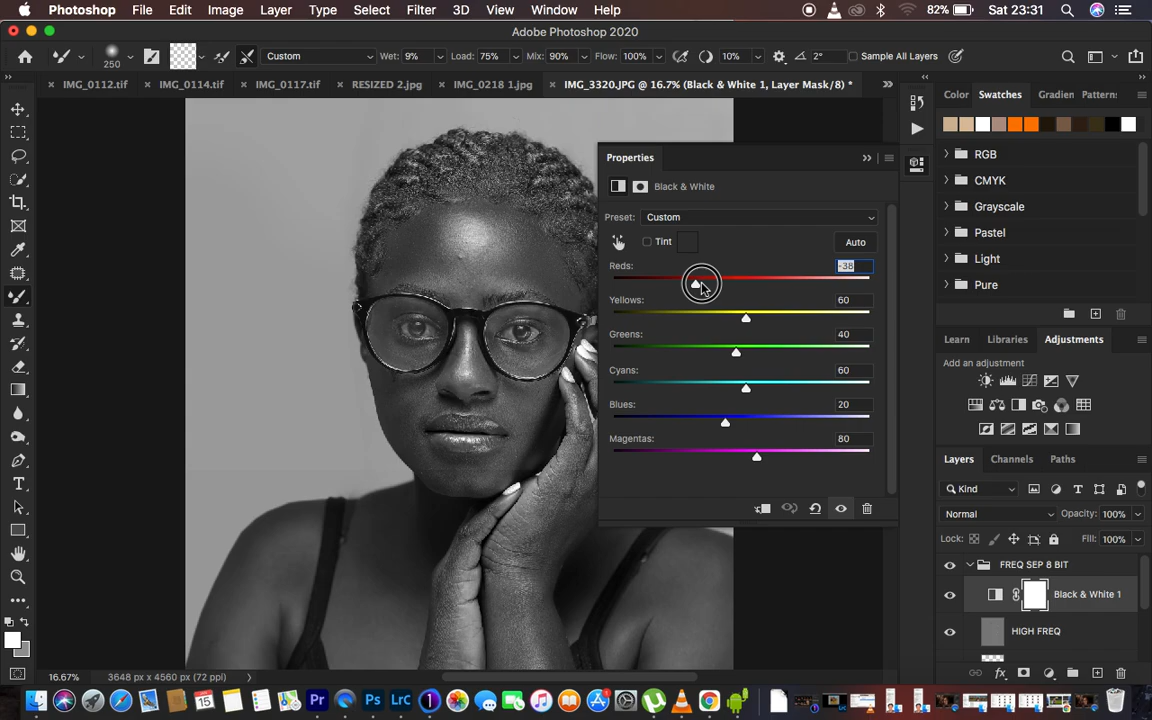 Photoshop File Edit Image Layer Type Select Filter 3D View Window Help 82% Sat 23:31
Adobe Photoshop 2020
250 Custom Wet: 9% Load: 75% Mix: 90% Flow: 100% 10% 2° Sample All Layers
IMG_0112.tif IMG_0114.tif IMG_0117.tif RESIZED 2.jpg IMG_0218 1.jpg IMG_3320.JPG @ 16.7% (Black & White 1, Layer Mask/8) *
Color Swatches Gradien Pattern:
RGB
CMYK
Grayscale
Pastel
Light
Pure
Properties
Black & White
Preset: Custom
Tint Auto
Reds: -38
Yellows: 60
Greens: 40
Cyans: 60
Blues: 20
Magentas: 80
Learn Libraries Adjustments
Add an adjustment
Layers Channels Paths
Kind
Normal Opacity: 100%
Lock: Fill: 100%
FREQ SEP 8 BIT
Black & White 1
HIGH FREQ
16.67% 3648 px x 4560 px (72 ppi)
15 Pr Ps LrC 1